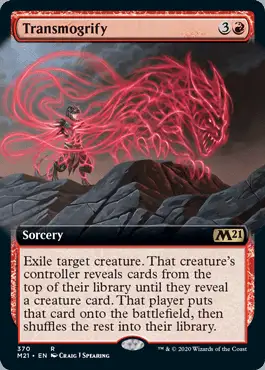 Transmogrify 3
Sorcery M21
Exile target creature. That creature's
controller reveals cards from the
top of their library until they reveal
a creature card. That player puts
that card onto the battlefield, then
shuffles the rest into their library.
370 R
M21 • EN Craig J Spearing ™ & © 2020 Wizards of the Coast